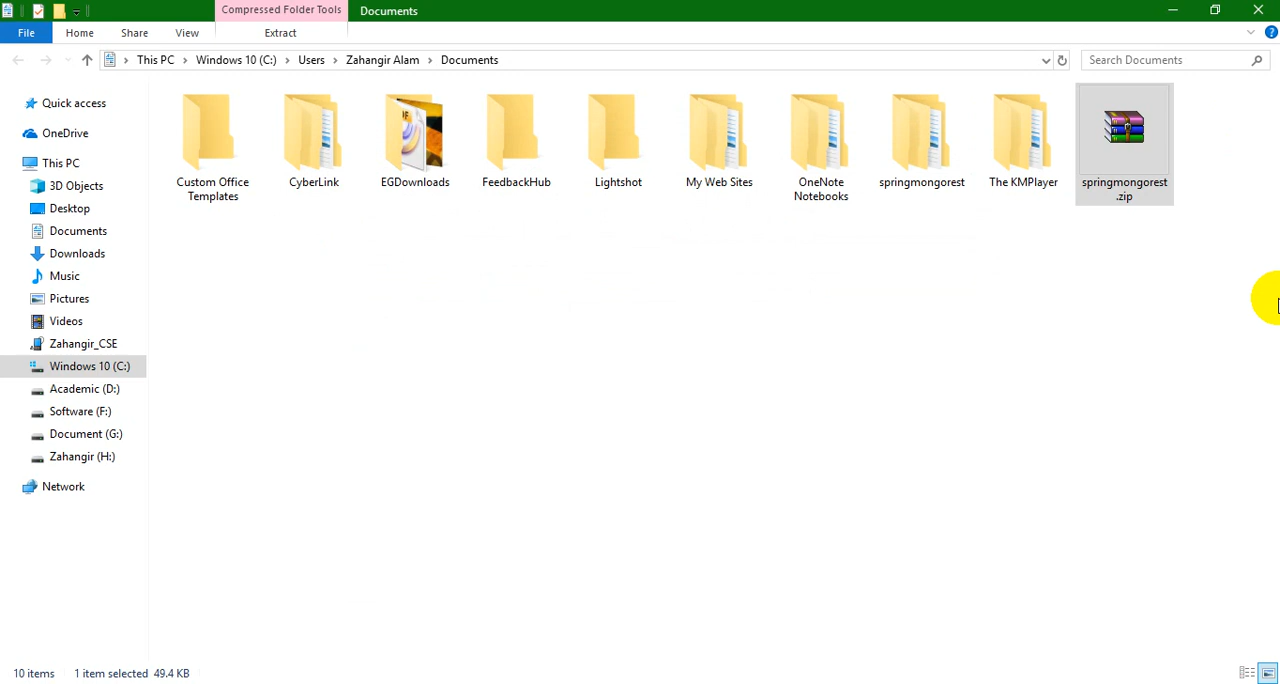 Compressed Folder Tools
Documents
File
Home
Share
View
Extract
This PC
Windows 10 (C:)
Users
Zahangir Alam
Documents
Search Documents
Quick access
OneDrive
This PC
3D Objects
Desktop
Documents
Downloads
Music
Pictures
Videos
Zahangir_CSE
Windows 10 (C:)
Academic (D:)
Software (F:)
Document (G:)
Zahangir (H:)
Network
Custom Office
Templates
CyberLink
EGDownloads
FeedbackHub
Lightshot
My Web Sites
OneNote
Notebooks
springmongorest
The KMPlayer
springmongorest
.zip
10 items
1 item selected 49.4 KB